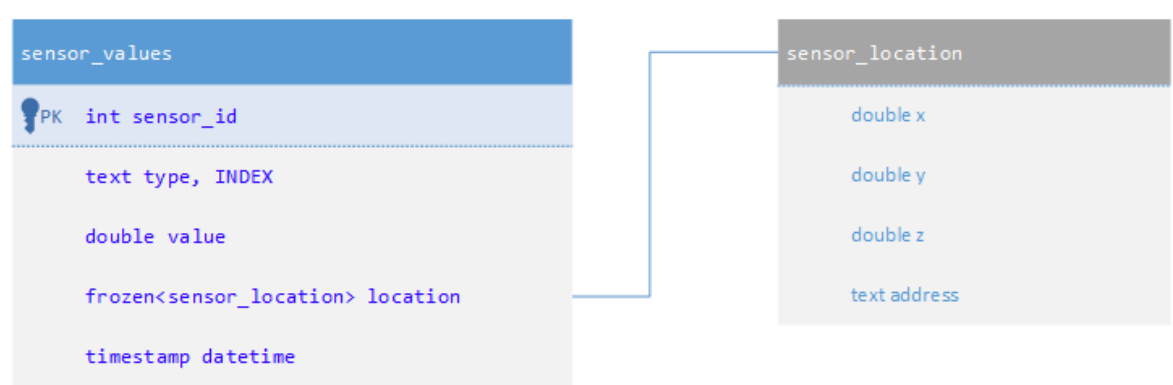 sensor_values
PK int sensor_id
text type, INDEX
double value
frozen<sensor_location> location
timestamp datetime
sensor_location
double x
double y
double z
text address